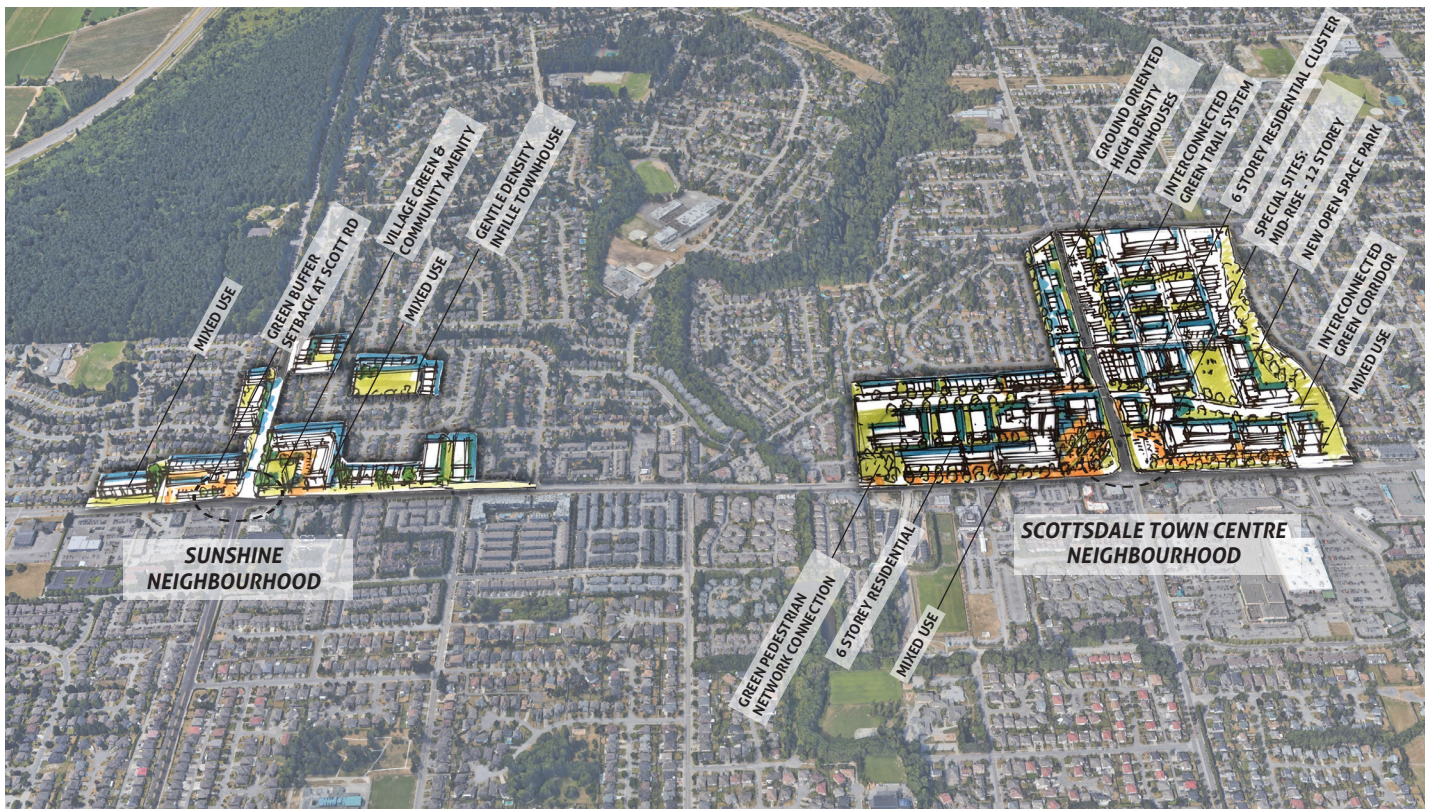 MIXED USE
GREEN BUFFER
SETBACK AT SCOTT RD
VILLAGE GREEN &
COMMUNITY AMENITY
MIXED USE
GENTLE DENSITY
INFILLE TOWNHOUSE
GROUND ORIENTED
HIGH DENSITY
TOWNHOUSES
INTERCONNECTED
GREEN TRAIL SYSTEM
6 STOREY RESIDENTIAL CLUSTER
SPECIAL SITES:
MID-RISE - 12 STOREY
NEW OPEN SPACE PARK
INTERCONNECTED
GREEN CORRIDOR
MIXED USE
SUNSHINE
NEIGHBOURHOOD
SCOTTSDALE TOWN CENTRE
NEIGHBOURHOOD
GREEN PEDESTRIAN
NETWORK CONNECTION
6 STOREY RESIDENTIAL
MIXED USE